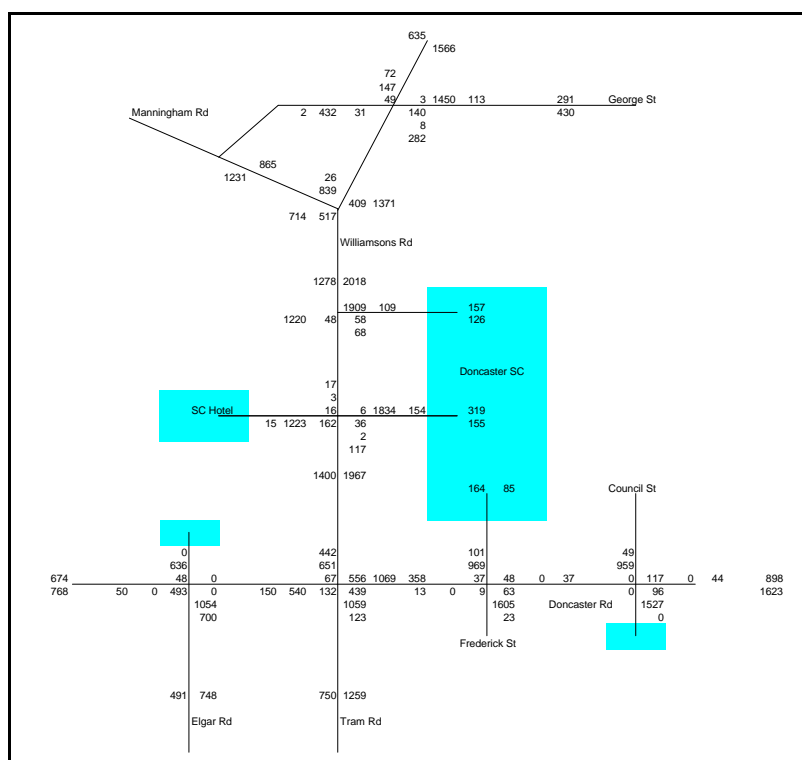 635
1566
72
147
49 3 1450 113 291 George St
2 432 31 140 430
Manningham Rd
8
282
865
1231 26
839
409 1371
714 517
Williamsons Rd
1278 2018
1909 109 157
1220 48 58 126
68
Doncaster SC
17
3
SC Hotel 16 6 1834 154 319
15 1223 162 36 155
2
117
1400 1967
164 85 Council St
0 442 101 49
636 651 969 959
674 48 0 67 556 1069 358 37 48 0 37 0 117 0 44 898
768 50 0 493 0 150 540 132 439 13 0 9 63 0 96 1623
1054 1059 1605 Doncaster Rd 1527
700 123 23 0
Frederick St
491 748 750 1259
Elgar Rd Tram Rd